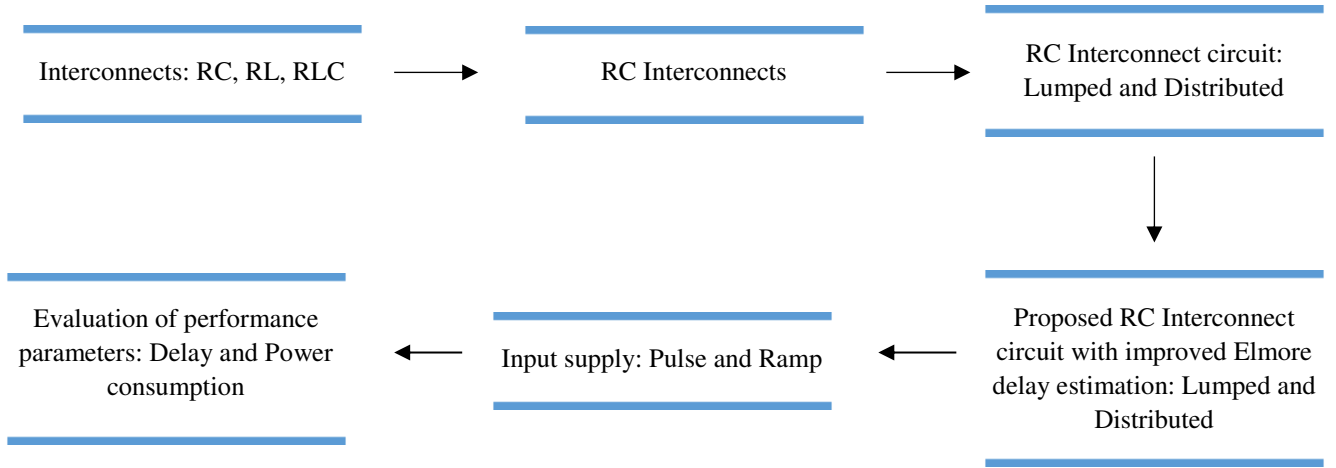 Interconnects: RC, RL, RLC
RC Interconnects
RC Interconnect circuit:
Lumped and Distributed
Proposed RC Interconnect
circuit with improved Elmore
delay estimation: Lumped and
Distributed
Input supply: Pulse and Ramp
Evaluation of performance
parameters: Delay and Power
consumption